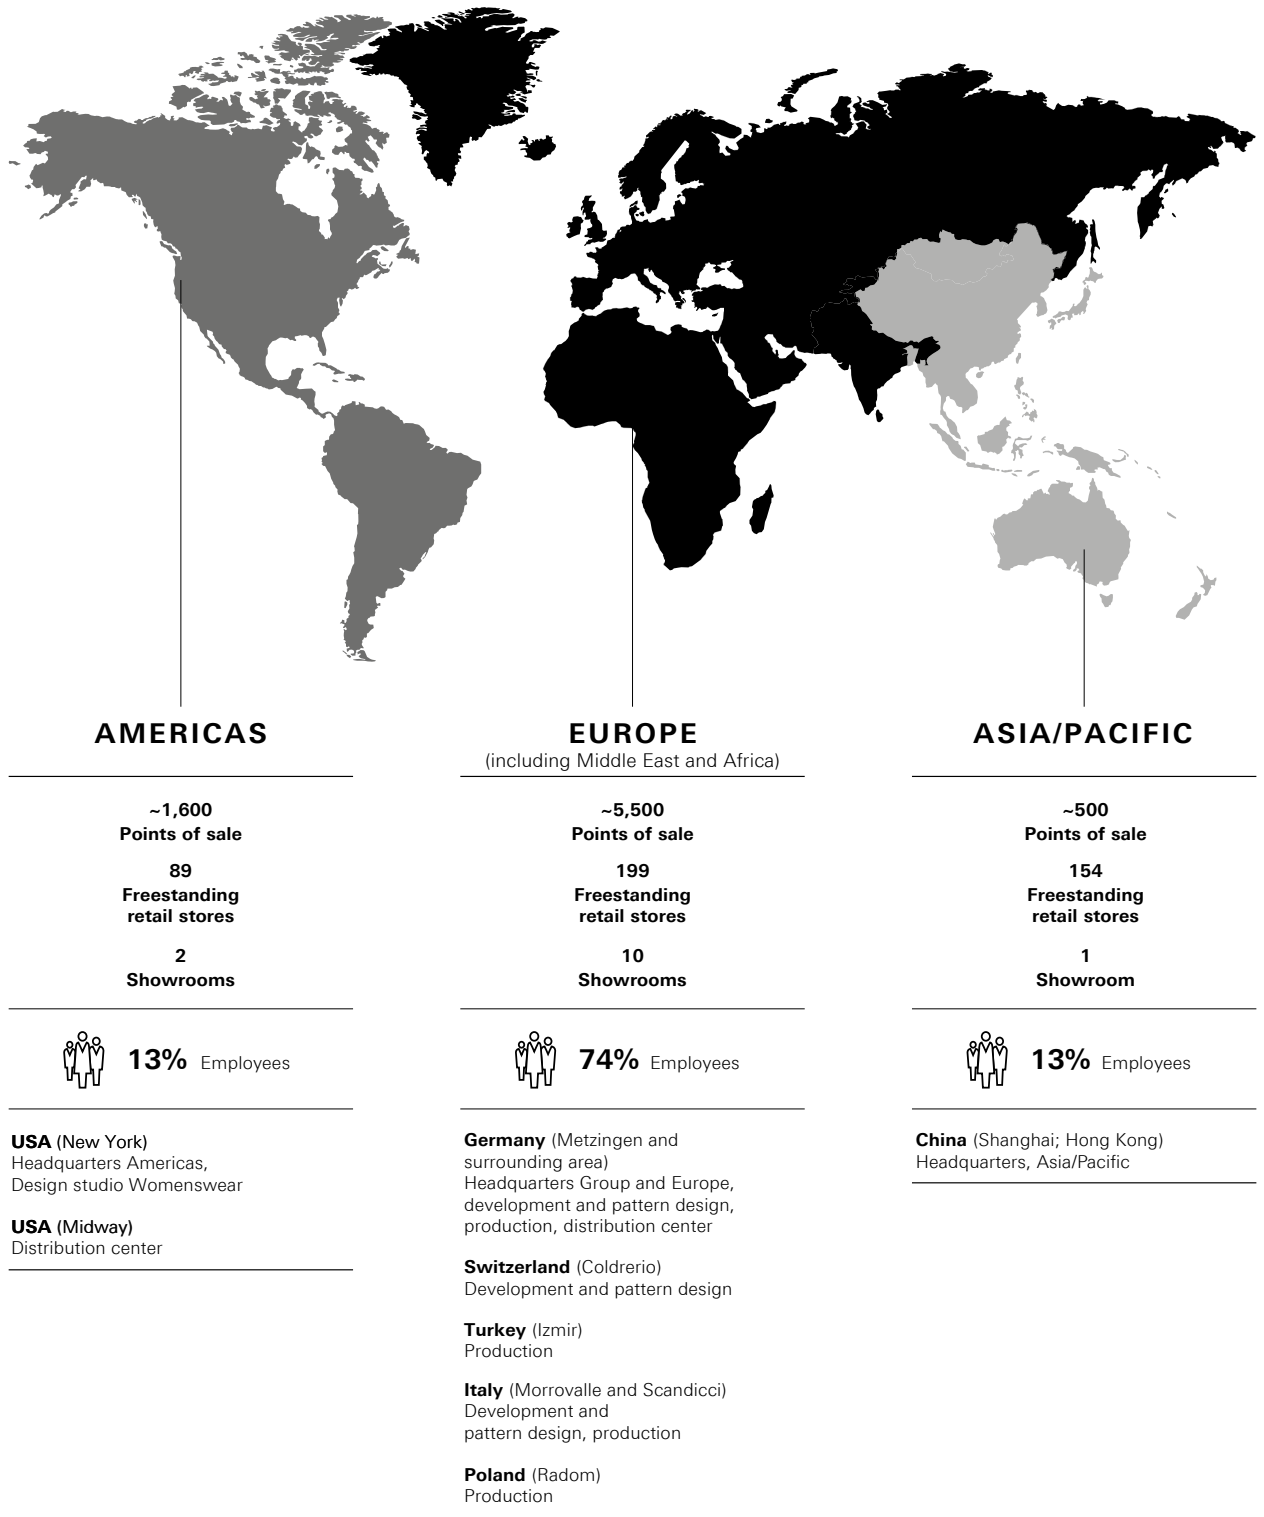 AMERICAS
~1,600
Points of sale
89
Freestanding
retail stores
2
Showrooms
13% Employees
USA (New York)
Headquarters Americas,
Design studio Womenswear
USA (Midway)
Distribution center
EUROPE
(including Middle East and Africa)
~5,500
Points of sale
199
Freestanding
retail stores
10
Showrooms
74% Employees
Germany (Metzingen and
surrounding area)
Headquarters Group and Europe,
development and pattern design,
production, distribution center
Switzerland (Coldrerio)
Development and pattern design
Turkey (Izmir)
Production
Italy (Morrovalle and Scandicci)
Development and
pattern design, production
Poland (Radom)
Production
ASIA/PACIFIC
~500
Points of sale
154
Freestanding
retail stores
1
Showroom
13% Employees
China (Shanghai; Hong Kong)
Headquarters, Asia/Pacific